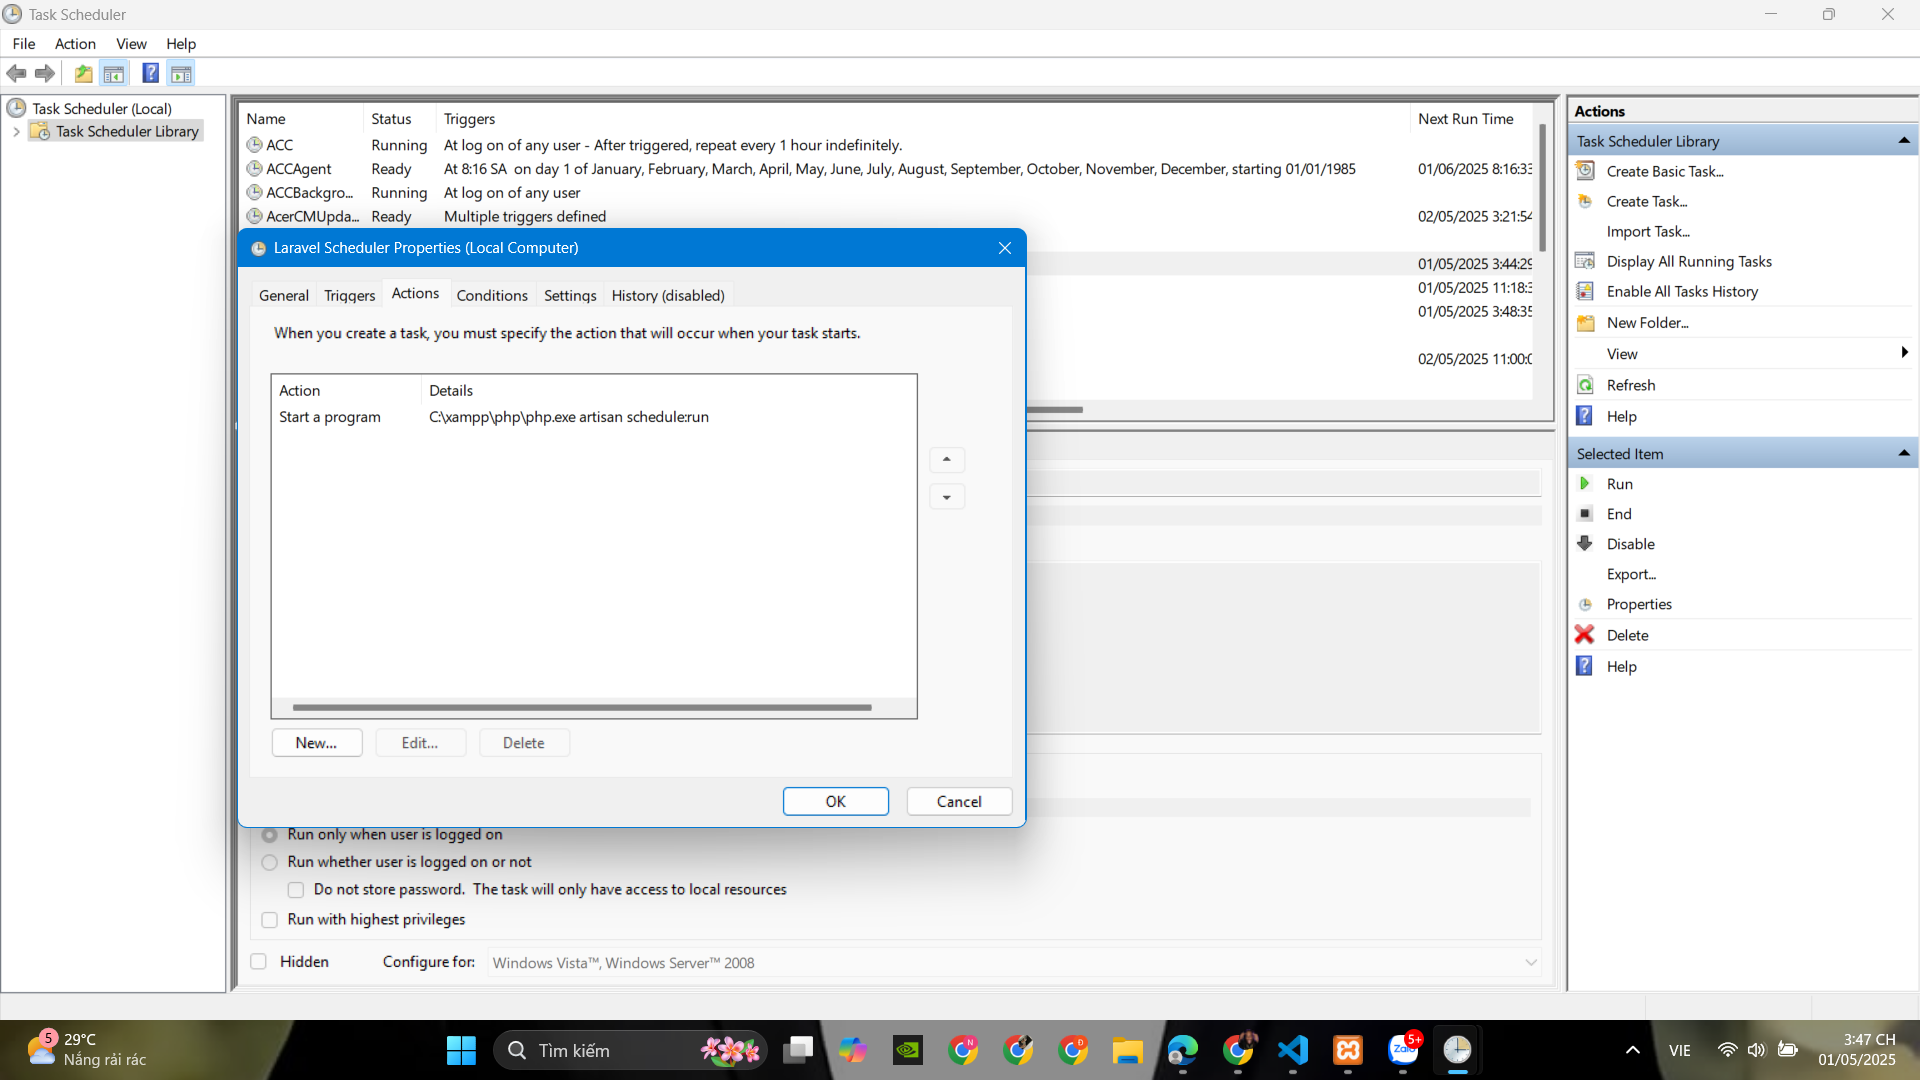 Task Scheduler
File Action View Help
Task Scheduler (Local)
Task Scheduler Library
Name Status Triggers Next Run Time
ACC Running At log on of any user - After triggered, repeat every 1 hour indefinitely.
ACCAgent Ready At 8:16 SA on day 1 of January, February, March, April, May, June, July, August, September, October, November, December, starting 01/01/1985 01/06/2025 8:16:33
ACCBackgro... Running At log on of any user
AcerCMUpda... Ready Multiple triggers defined 02/05/2025 3:21:54
01/05/2025 3:44:29
01/05/2025 11:18:3
01/05/2025 3:48:35
02/05/2025 11:00:0
Laravel Scheduler Properties (Local Computer)
General Triggers Actions Conditions Settings History (disabled)
When you create a task, you must specify the action that will occur when your task starts.
Action Details
Start a program C:\xampp\php\php.exe artisan schedule:run
New... Edit... Delete
OK Cancel
Run only when user is logged on
Run whether user is logged on or not
Do not store password. The task will only have access to local resources
Run with highest privileges
Hidden Configure for: Windows Vista™, Windows Server™ 2008
Actions
Task Scheduler Library
Create Basic Task...
Create Task...
Import Task...
Display All Running Tasks
Enable All Tasks History
New Folder...
View
Refresh
Help
Selected Item
Run
End
Disable
Export...
Properties
Delete
Help
5 29°C
Nắng rải rác
Tìm kiếm
N
Đ
Zalo 5+
VIE
3:47 CH
01/05/2025